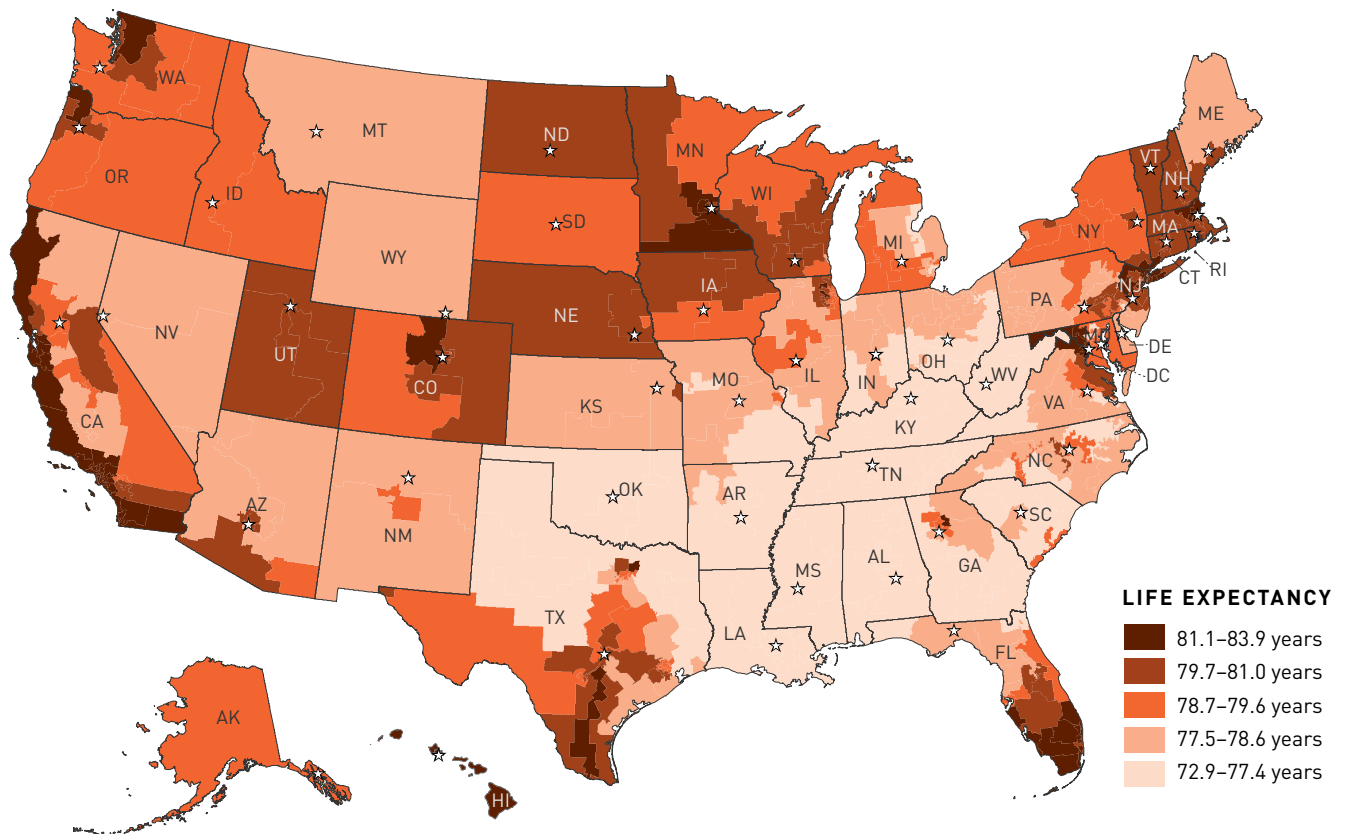 WA
MT
ND
MN
OR
ID
SD
WI
WY
MI
NY
VT
NH
ME
MA
RI
CT
NV
UT
CO
NE
IA
IL
IN
OH
PA
NJ
DE
DC
WV
VA
CA
KS
MO
KY
AZ
NM
OK
AR
TN
NC
SC
TX
LA
MS
AL
GA
FL
AK
HI
LIFE EXPECTANCY
81.1–83.9 years
79.7–81.0 years
78.7–79.6 years
77.5–78.6 years
72.9–77.4 years